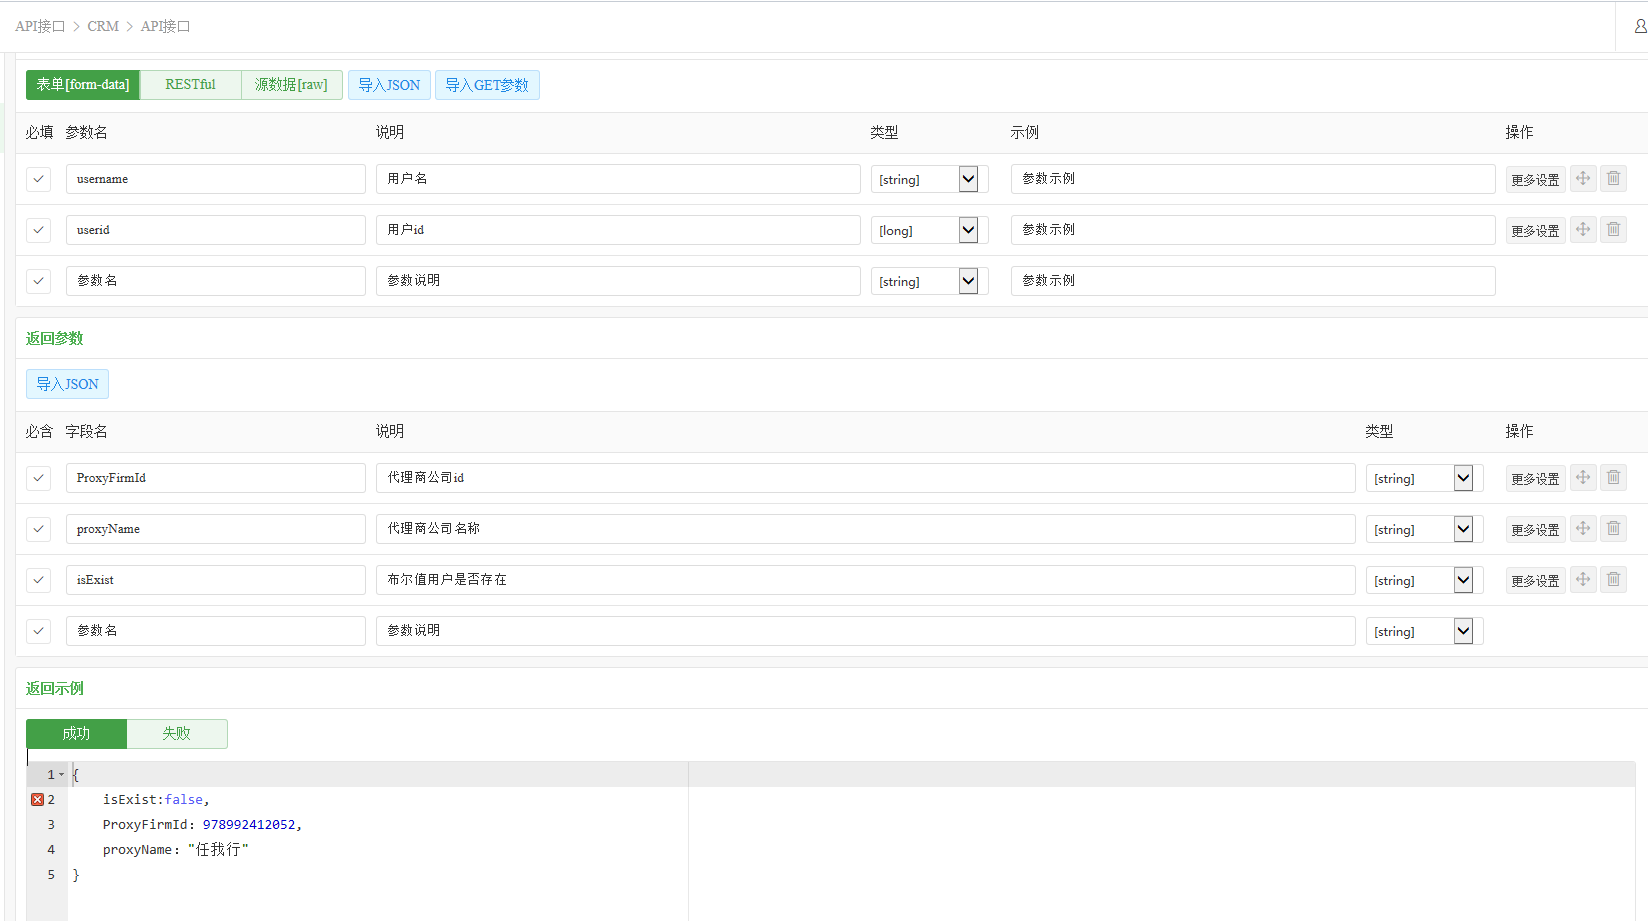 API接口 > CRM > API接口
表单[form-data] RESTful 源数据[raw] 导入JSON 导入GET参数
必填 参数名 说明 类型 示例 操作
username 用户名 [string] 参数示例 更多设置
userid 用户id [long] 参数示例 更多设置
参数名 参数说明 [string] 参数示例
返回参数
导入JSON
必含 字段名 说明 类型 操作
ProxyFirmId 代理商公司id [string] 更多设置
proxyName 代理商公司名称 [string] 更多设置
isExist 布尔值用户是否存在 [string] 更多设置
参数名 参数说明 [string]
返回示例
成功 失败
1 {
2 isExist:false,
3 ProxyFirmId: 978992412052,
4 proxyName: "任我行"
5 }